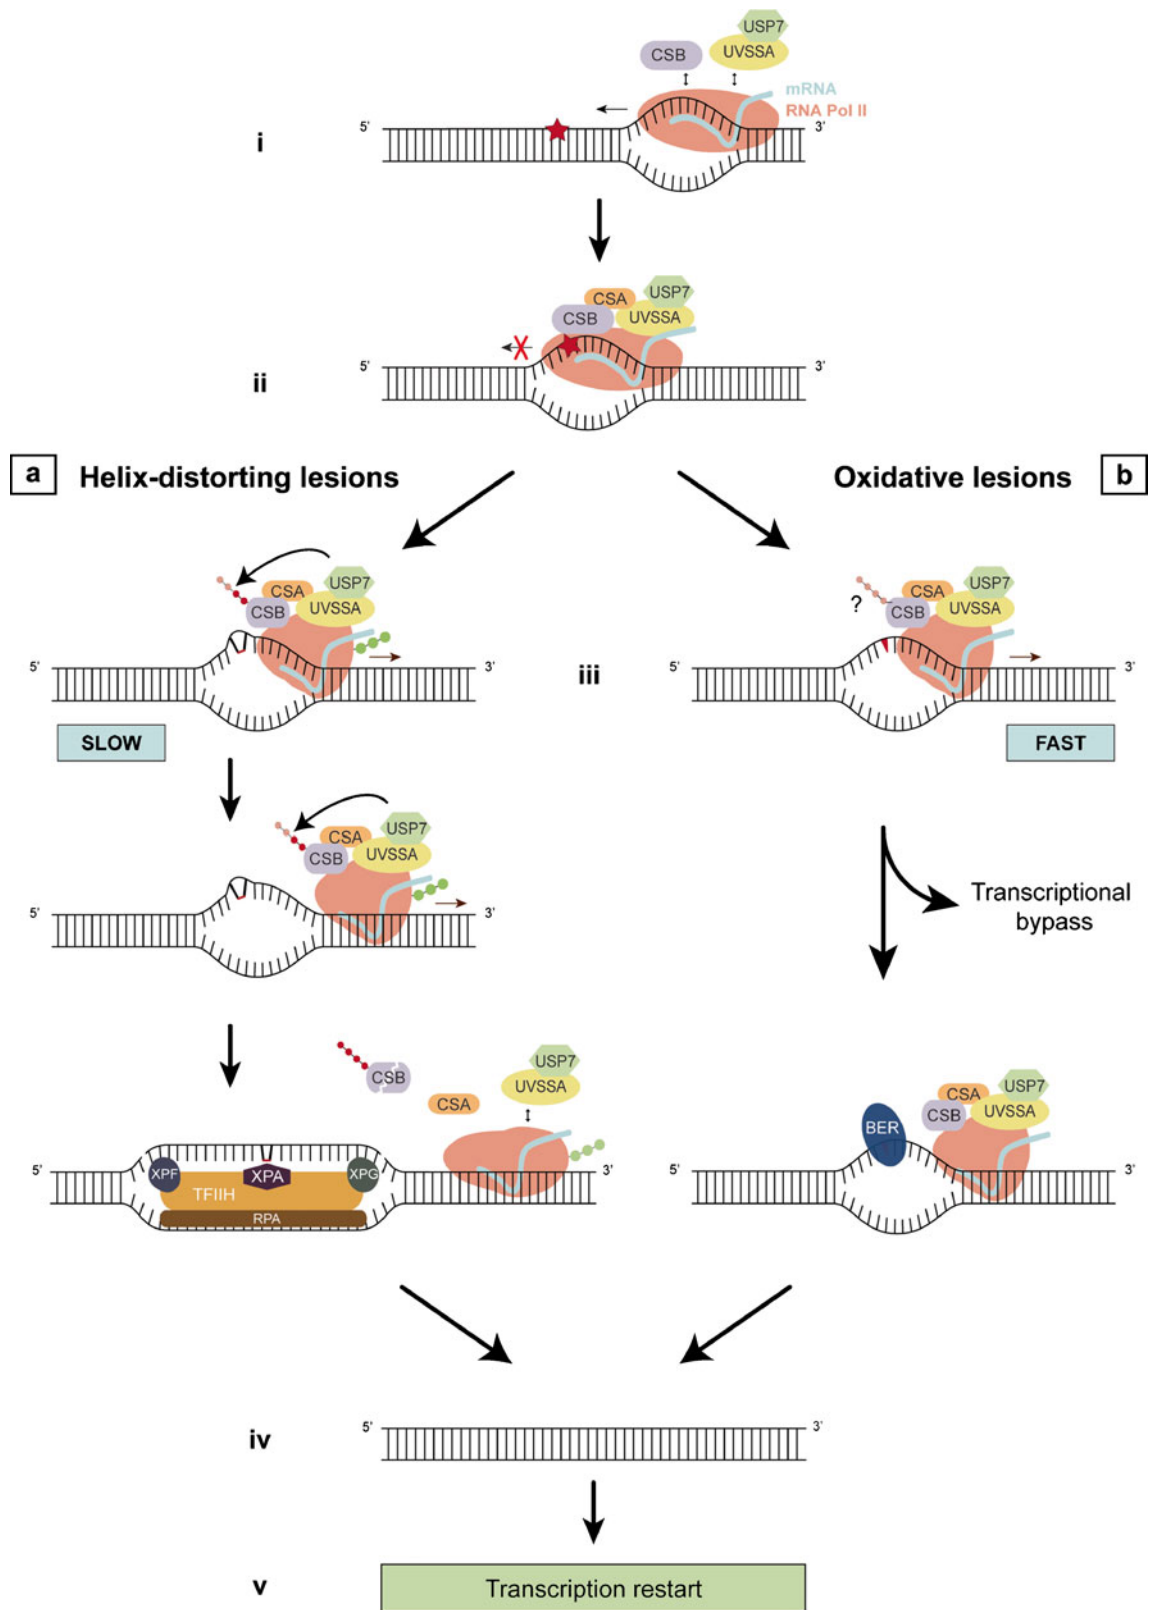 USP7
CSB
UVSSA
mRNA
RNA Pol II
5'
3'
i
USP7
CSA
CSB
UVSSA
5'
3'
ii
a
Helix-distorting lesions
Oxidative lesions
b
USP7
CSA
CSB
UVSSA
5'
3'
SLOW
iii
?
USP7
CSA
CSB
UVSSA
5'
3'
FAST
USP7
CSA
CSB
UVSSA
5'
3'
Transcriptional
bypass
CSB
CSA
USP7
UVSSA
5'
3'
XPF
XPA
XPG
TFIIH
RPA
USP7
CSA
CSB
UVSSA
BER
5'
3'
iv
5'
3'
v
Transcription restart